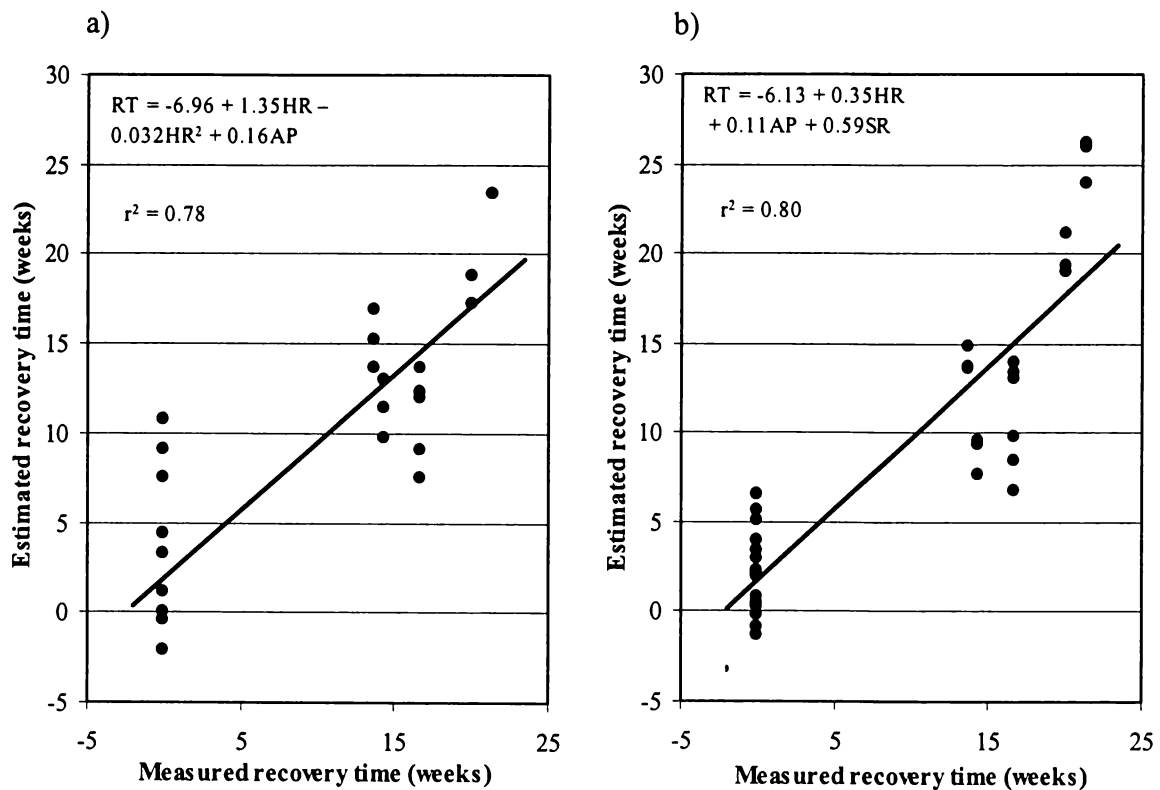 a)
30
25
20
15
10
5
0
-5
-5 5 15 25
Estimated recovery time (weeks)
Measured recovery time (weeks)
RT = -6.96 + 1.35HR –
0.032HR² + 0.16AP
r² = 0.78
b)
30
25
20
15
10
5
0
-5
-5 5 15 25
Estimated recovery time (weeks)
Measured recovery time (weeks)
RT = -6.13 + 0.35HR
+ 0.11AP + 0.59SR
r² = 0.80